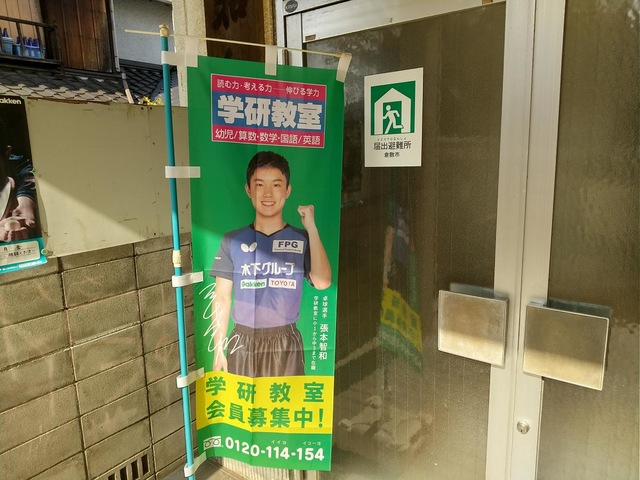 読む力・考える力——伸びる学力
学研教室
幼児/算数・数学・国語/英語
FPG
木下グループ
Gakken
TOYOTA
卓球選手 張本智和
学研教室
会員募集中!
0120-114-154
届出避難所
倉敷市
Gakken